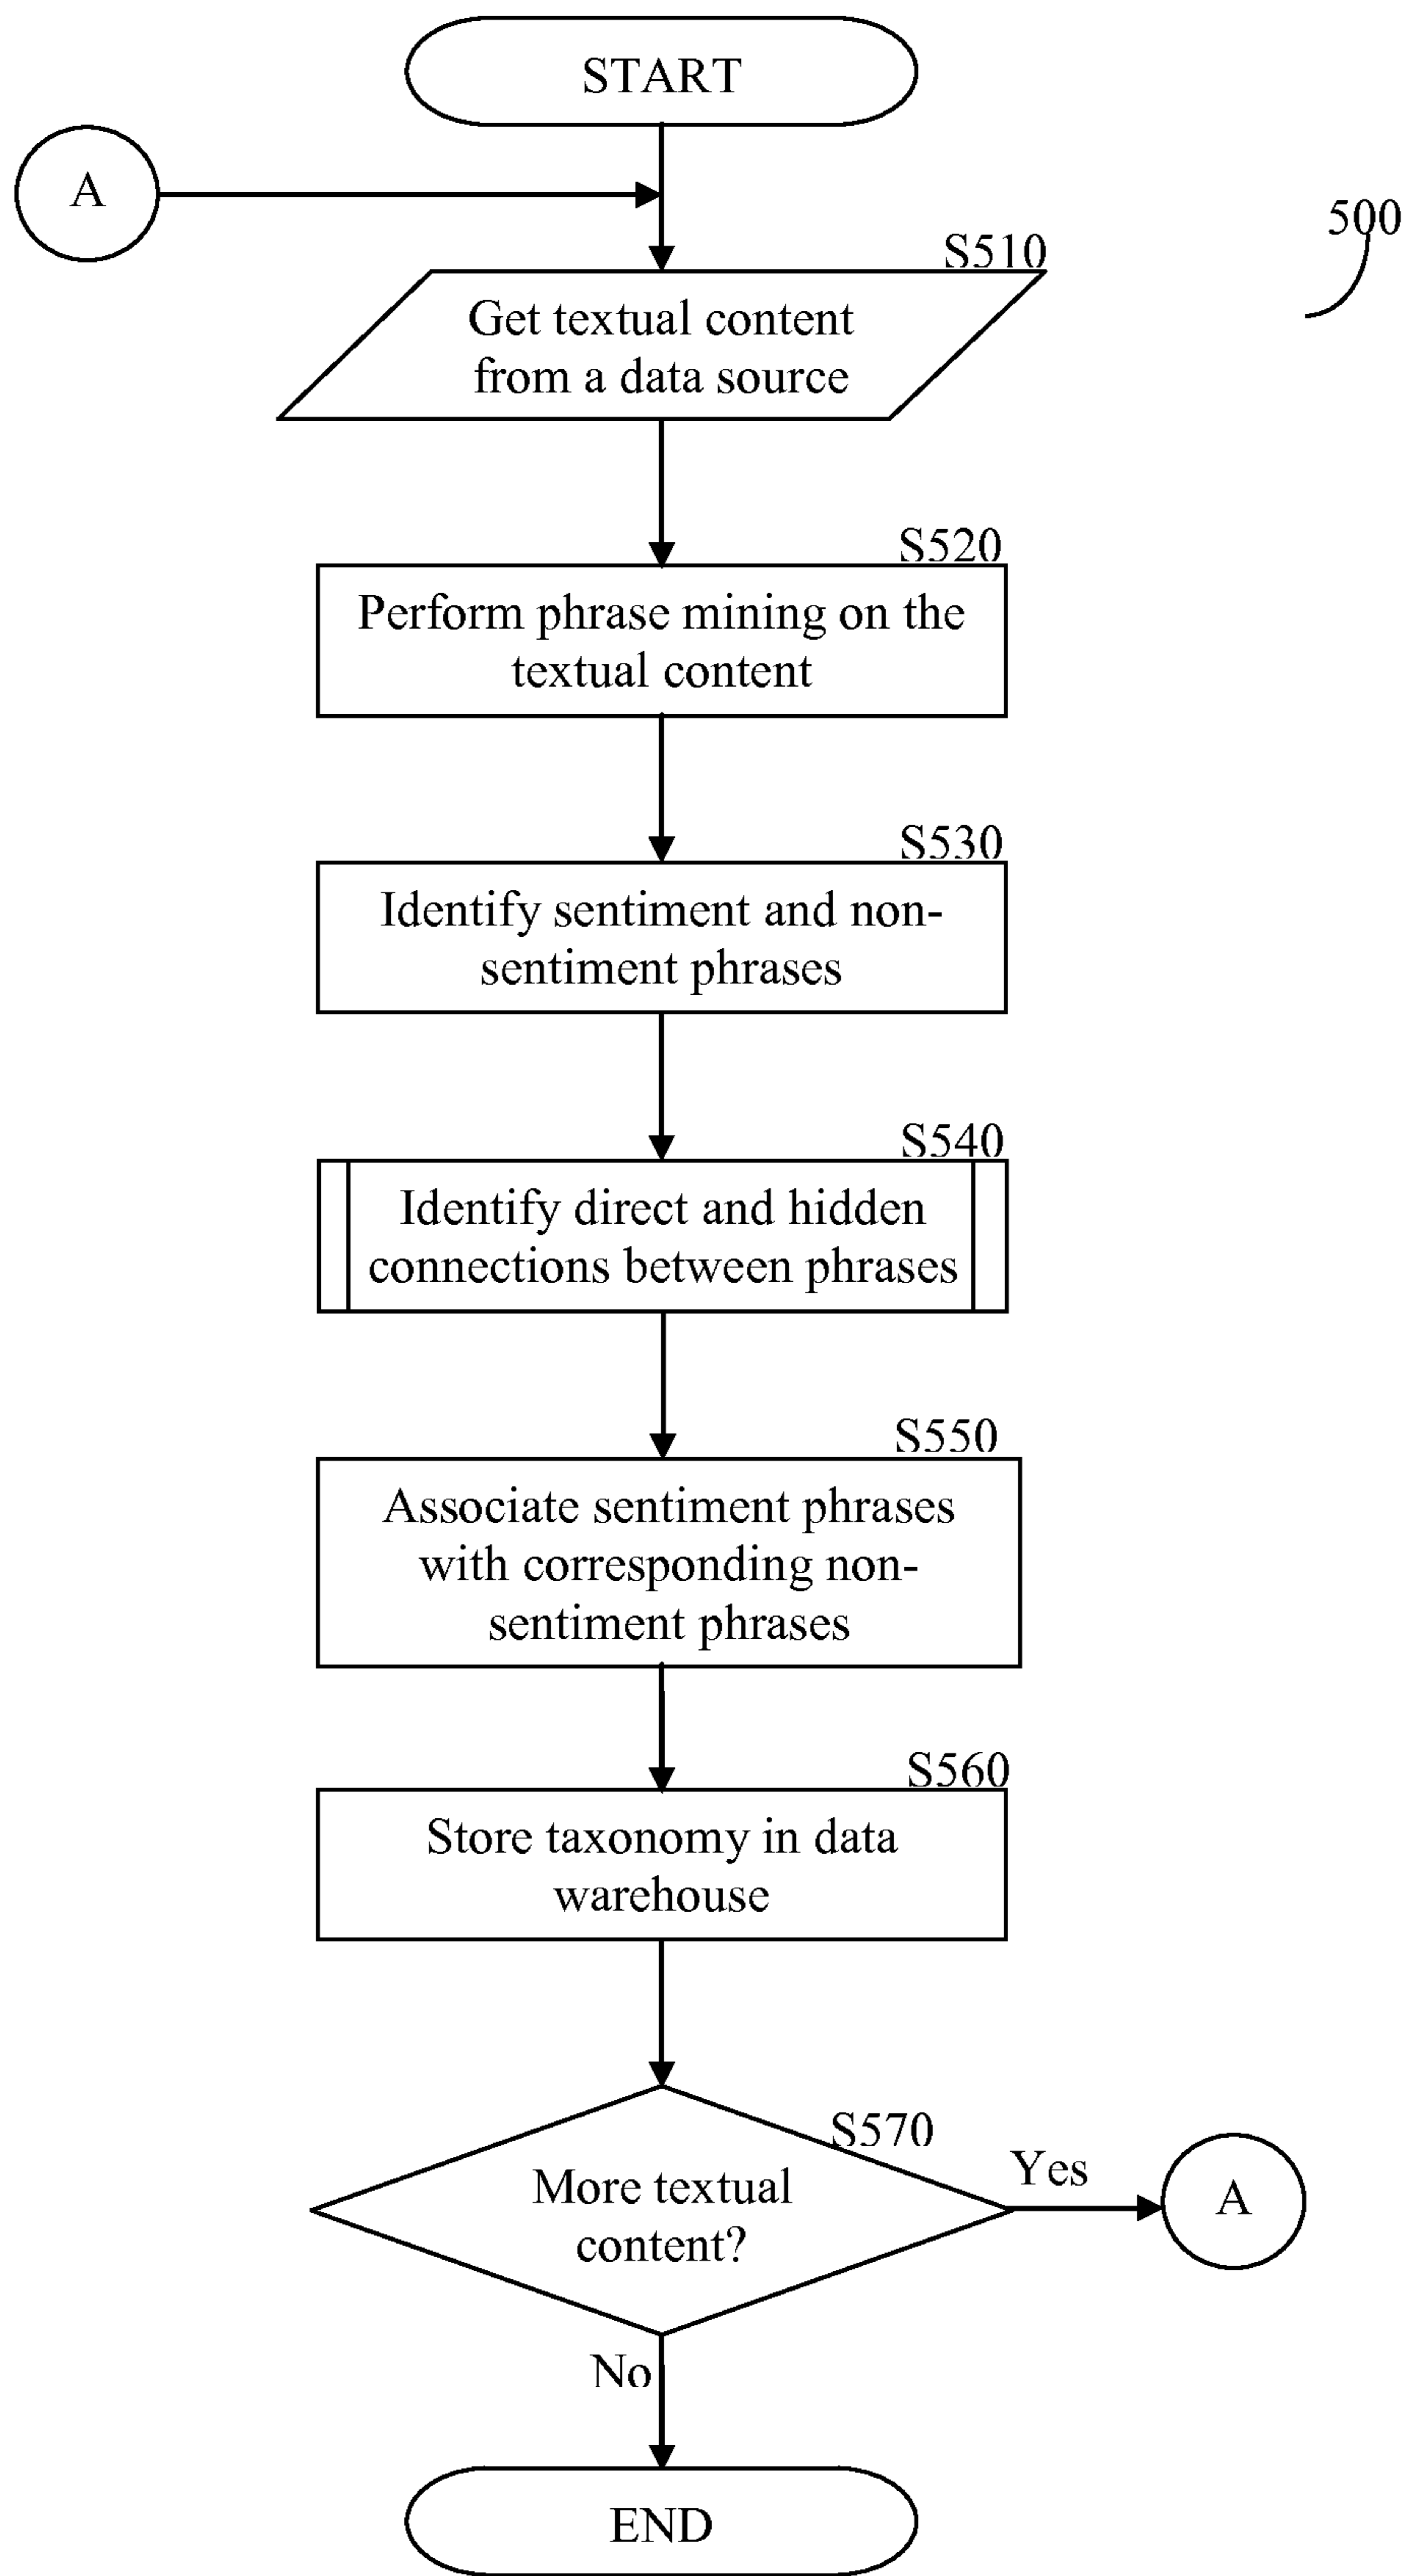 START
A
500
S510
Get textual content
from a data source
S520
Perform phrase mining on the
textual content
S530
Identify sentiment and non-
sentiment phrases
S540
Identify direct and hidden
connections between phrases
S550
Associate sentiment phrases
with corresponding non-
sentiment phrases
S560
Store taxonomy in data
warehouse
S570
More textual
content?
Yes
A
No
END